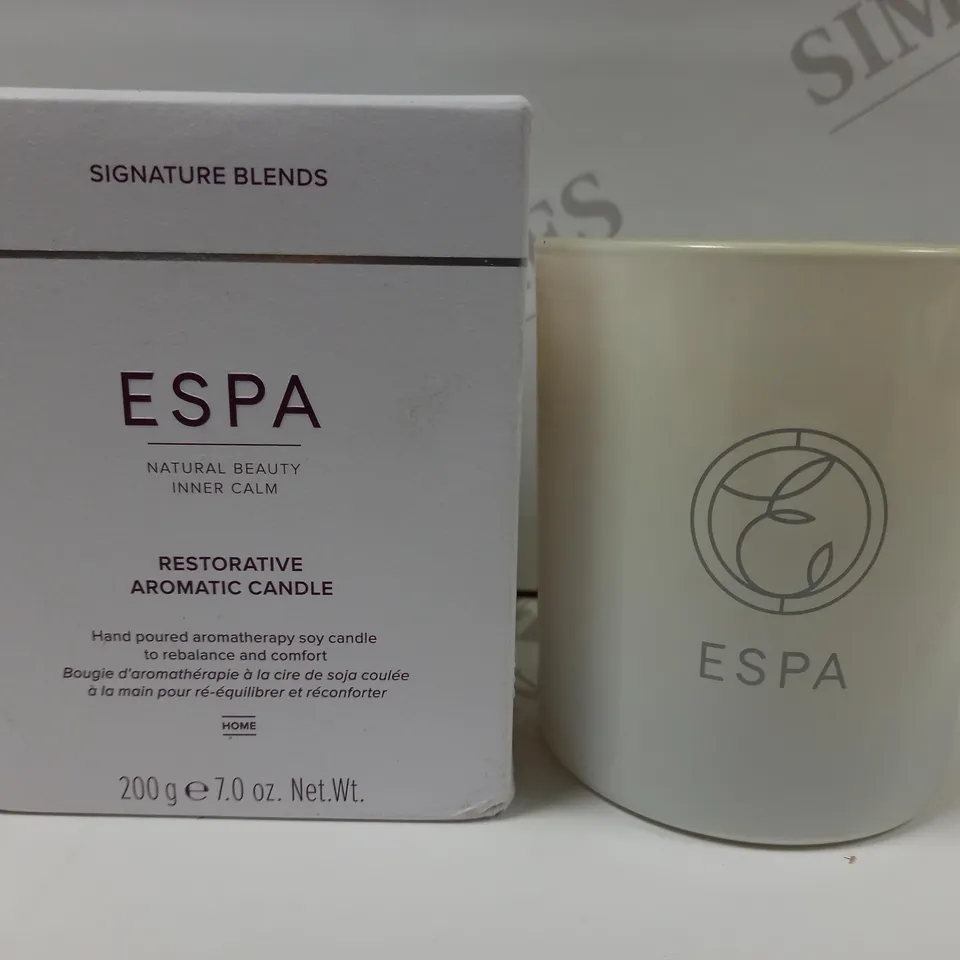 SIGNATURE BLENDS
ESPA
NATURAL BEAUTY
INNER CALM
RESTORATIVE
AROMATIC CANDLE
Hand poured aromatherapy soy candle
to rebalance and comfort
Bougie d'aromathérapie à la cire de soja coulée
à la main pour ré-équilibrer et réconforter
HOME
200 g ℮ 7.0 oz. Net.Wt.
ESPA